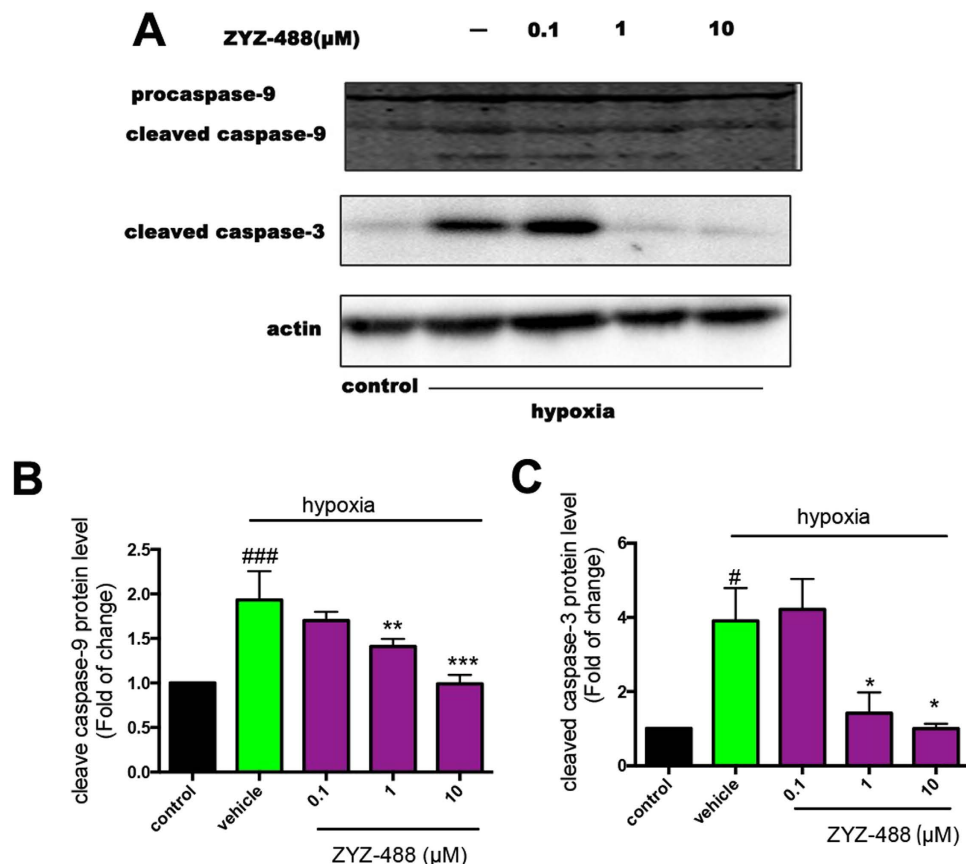 A
ZYZ-488(μM) – 0.1 1 10
procaspase-9
cleaved caspase-9
cleaved caspase-3
actin
control
hypoxia
B
hypoxia
cleave caspase-9 protein level
(Fold of change)
2.5
2.0
1.5
1.0
0.5
0.0
###
**
***
control
vehicle
0.1
1
10
ZYZ-488 (μM)
C
hypoxia
cleaved caspase-3 protein level
(Fold of change)
6
4
2
0
#
*
*
control
vehicle
0.1
1
10
ZYZ-488 (μM)